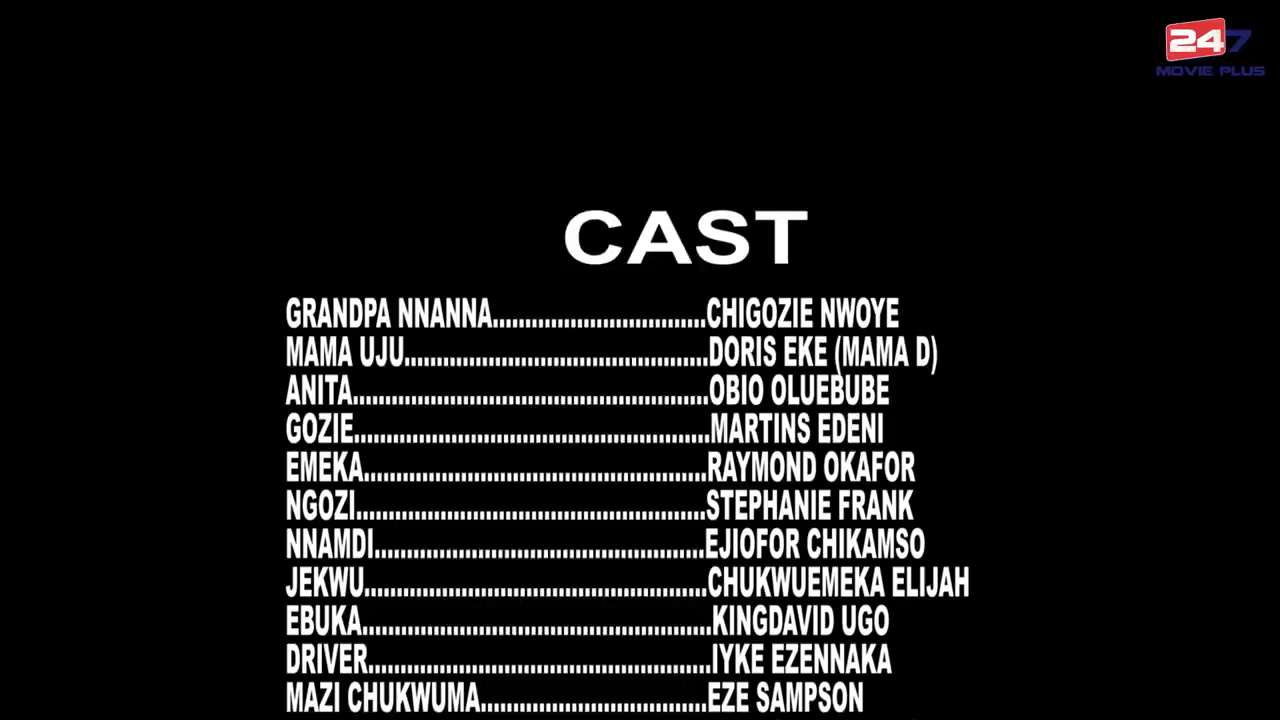 247
MOVIE PLUS
CAST
GRANDPA NNANNA.................................CHIGOZIE NWOYE
MAMA UJU...............................................DORIS EKE (MAMA D)
ANITA.......................................................OBIO OLUEBUBE
GOZIE.......................................................MARTINS EDENI
EMEKA.....................................................RAYMOND OKAFOR
NGOZI......................................................STEPHANIE FRANK
NNAMDI...................................................EJIOFOR CHIKAMSO
JEKWU.....................................................CHUKWUEMEKA ELIJAH
EBUKA......................................................KINGDAVID UGO
DRIVER.....................................................IYKE EZENNAKA
MAZI CHUKWUMA...................................EZE SAMPSON